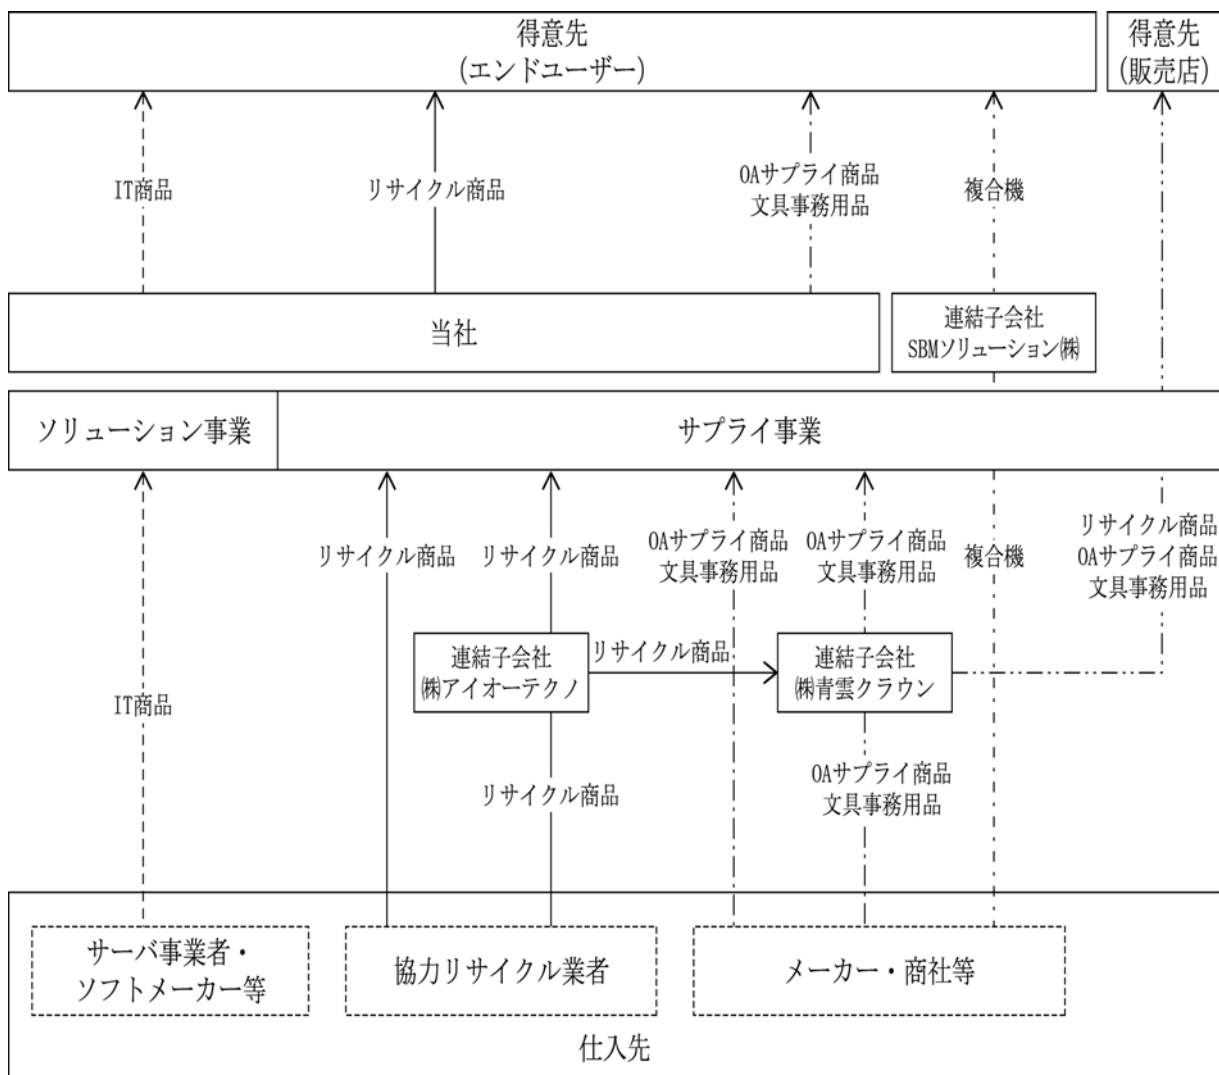 得意先
(エンドユーザー)
得意先
(販売店)
IT商品
リサイクル商品
OAサプライ商品
文具事務用品
複合機
当社
連結子会社
SBMソリューション㈱
ソリューション事業
サプライ事業
リサイクル商品
リサイクル商品
OAサプライ商品
文具事務用品
OAサプライ商品
文具事務用品
複合機
リサイクル商品
OAサプライ商品
文具事務用品
連結子会社
㈱アイオーテクノ
リサイクル商品
連結子会社
㈱青雲クラウン
IT商品
リサイクル商品
OAサプライ商品
文具事務用品
サーバ事業者・
ソフトメーカー等
協力リサイクル業者
メーカー・商社等
仕入先